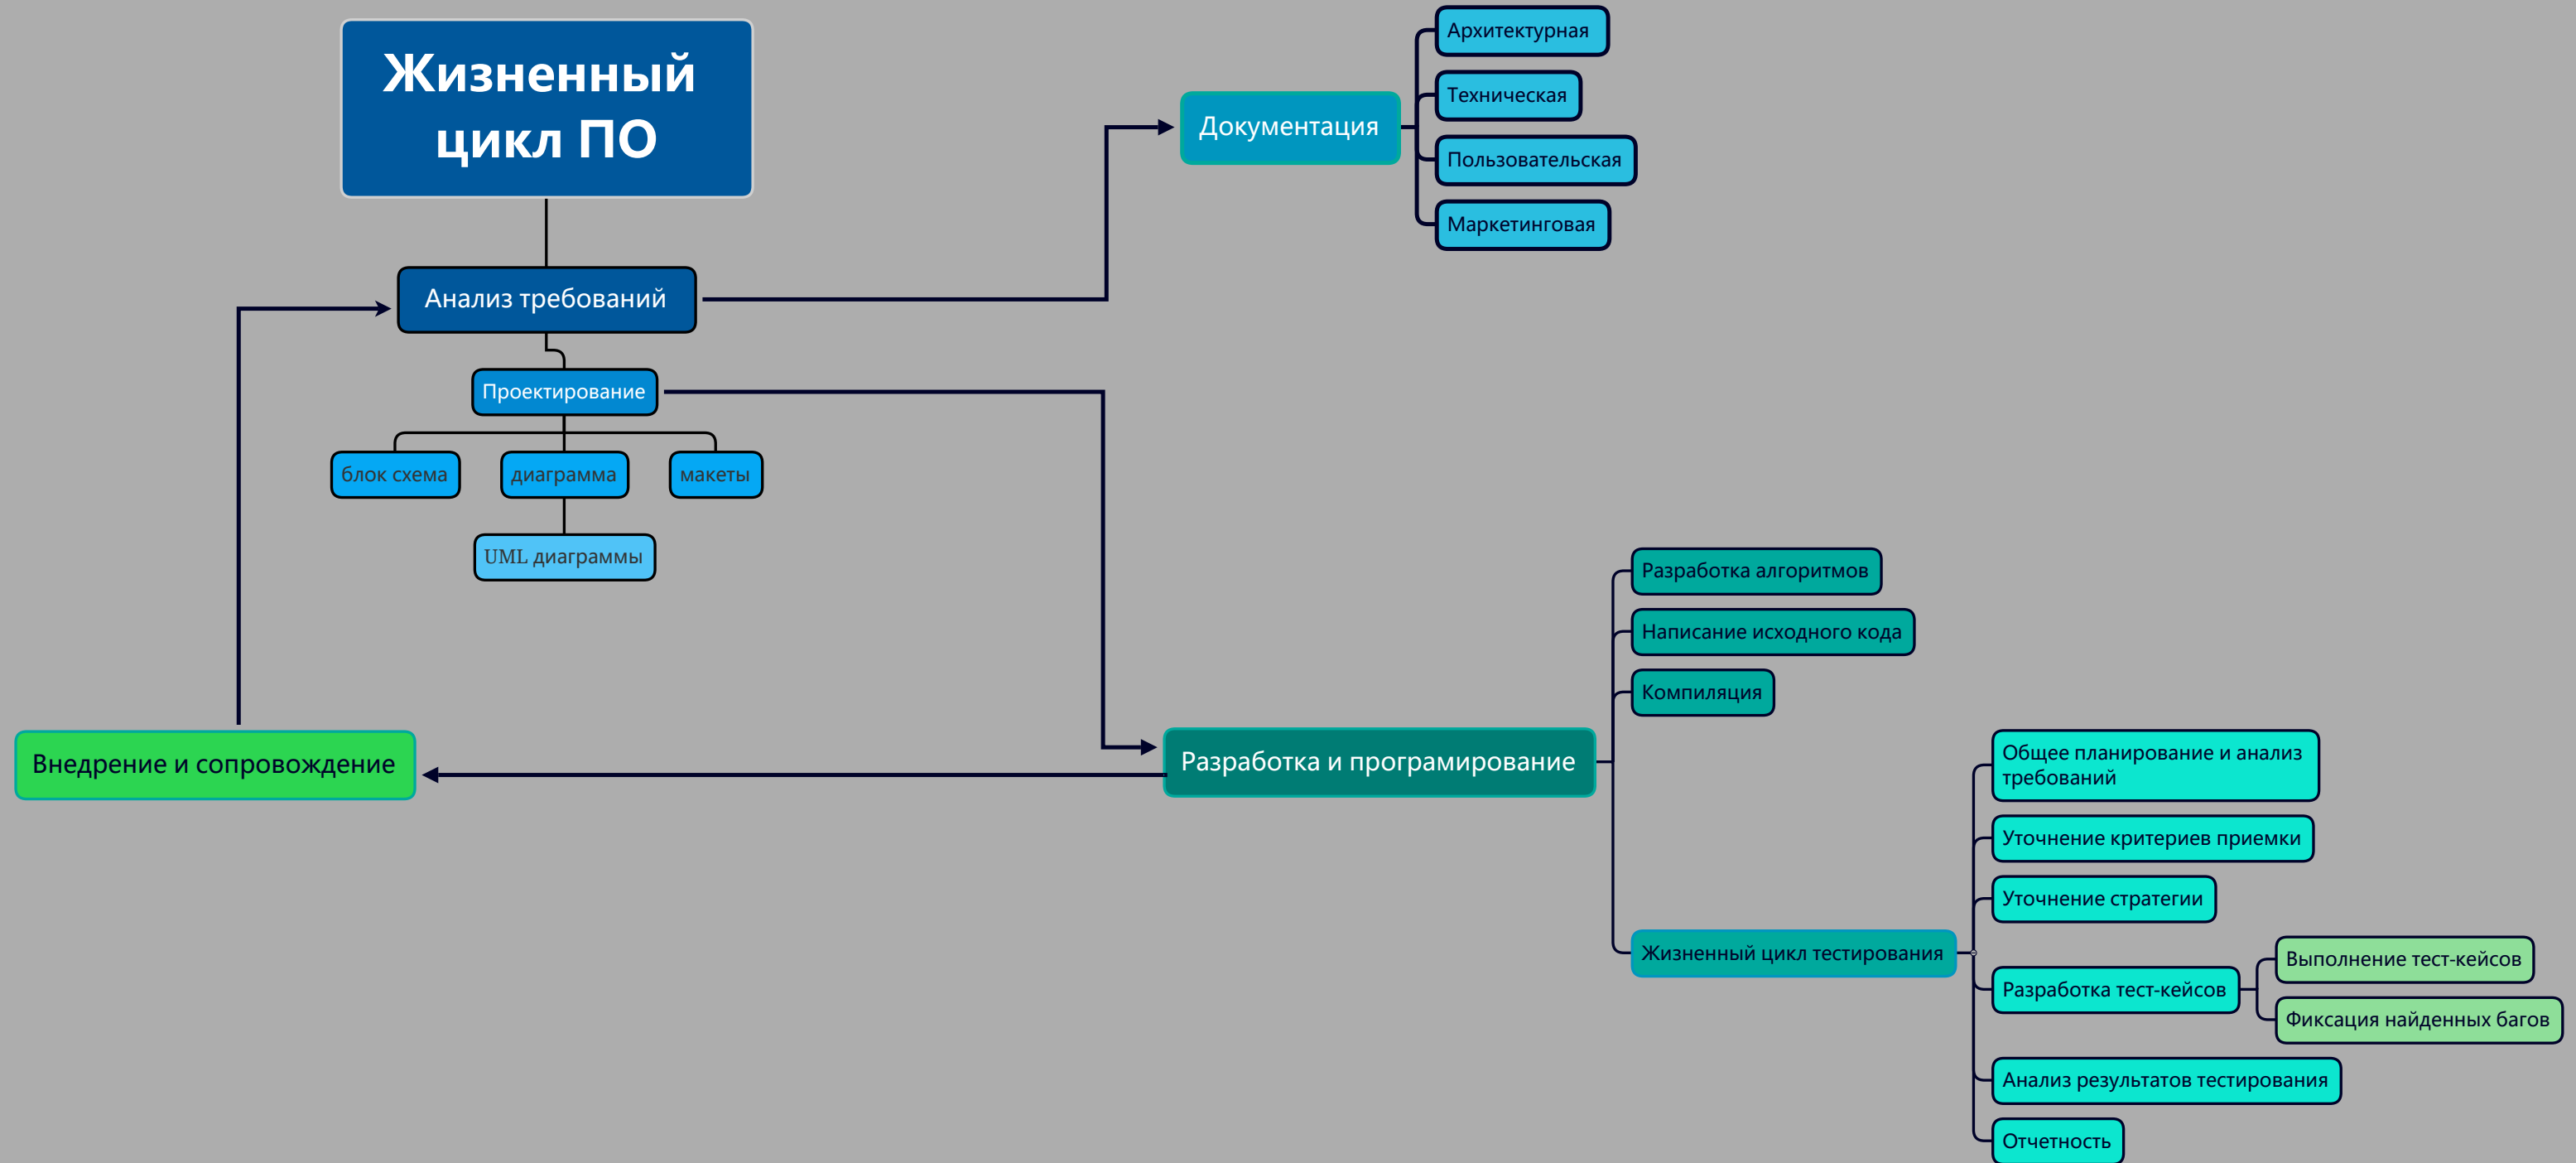 Жизненный
цикл ПО
Анализ требований
Проектирование
блок схема
диаграмма
макеты
UML диаграммы
Документация
Архитектурная
Техническая
Пользовательская
Маркетинговая
Внедрение и сопровождение
Разработка и програмирование
Разработка алгоритмов
Написание исходного кода
Компиляция
Жизненный цикл тестирования
Общее планирование и анализ
требований
Уточнение критериев приемки
Уточнение стратегии
Разработка тест-кейсов
Выполнение тест-кейсов
Фиксация найденных багов
Анализ результатов тестирования
Отчетность